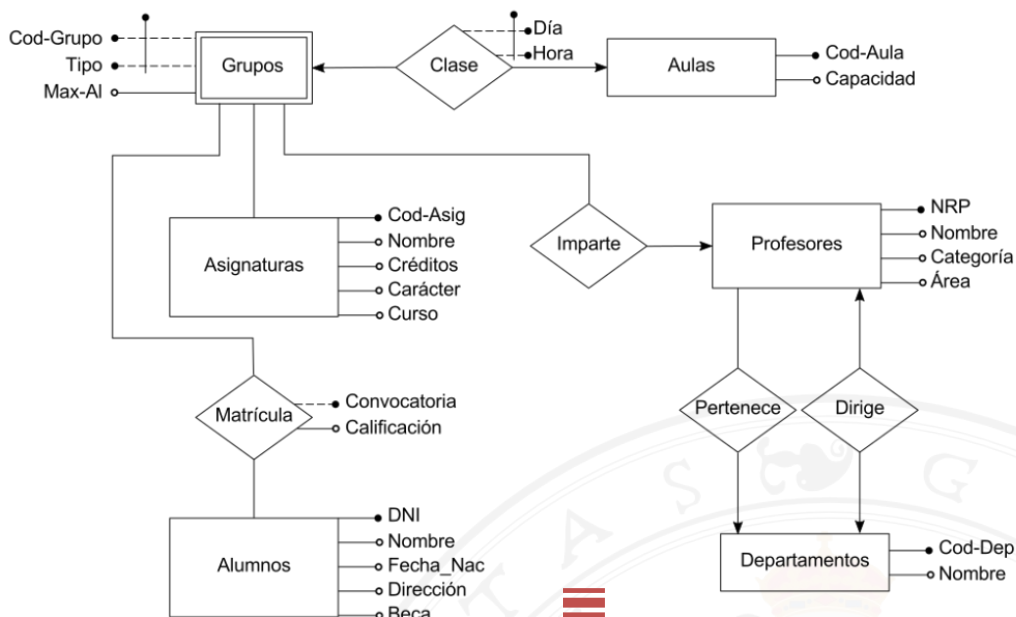 Cod-Grupo
Tipo
Max-Al
Grupos
Clase
Día
Hora
Aulas
Cod-Aula
Capacidad
Asignaturas
Cod-Asig
Nombre
Créditos
Carácter
Curso
Imparte
Profesores
NRP
Nombre
Categoría
Área
Matrícula
Convocatoria
Calificación
Pertenece
Dirige
Alumnos
DNI
Nombre
Fecha_Nac
Dirección
Beca
Departamentos
Cod-Dep
Nombre
T A S G